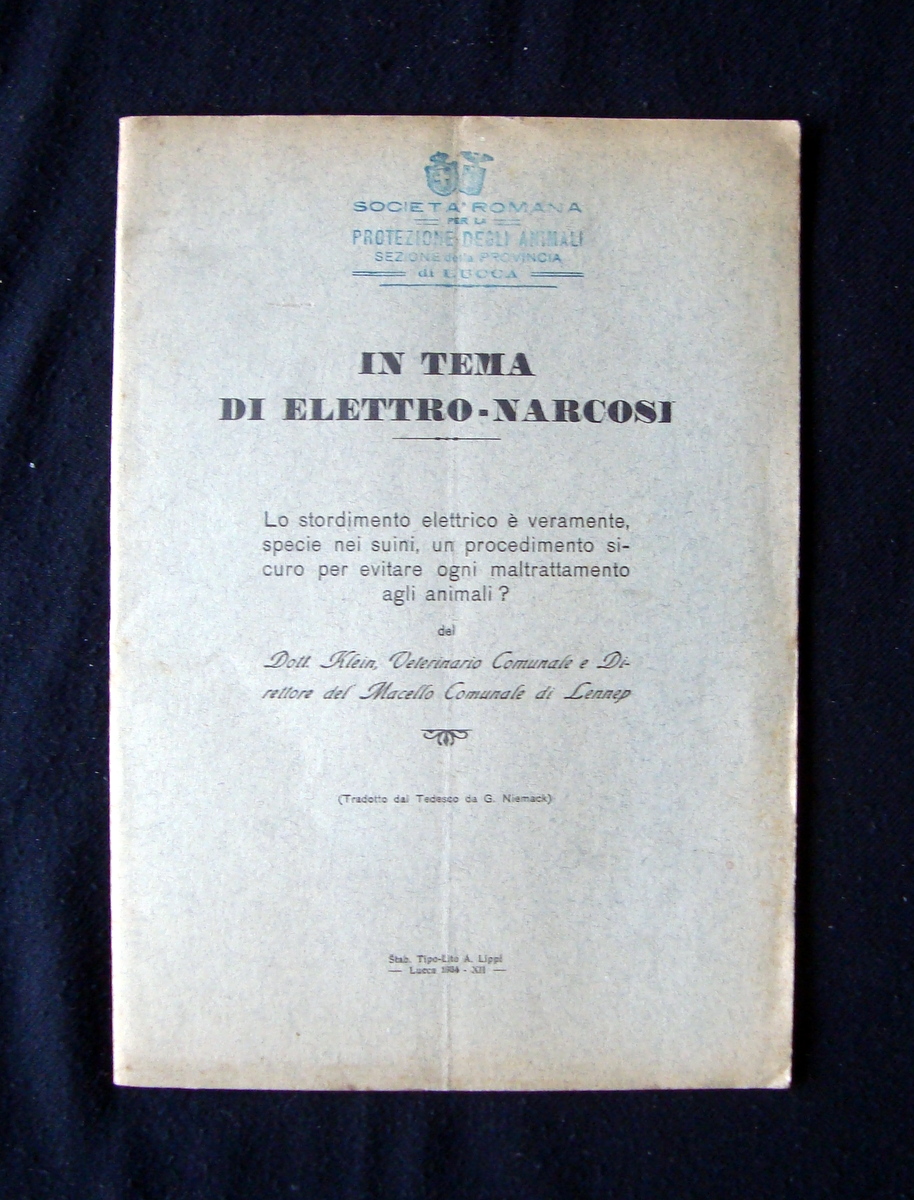 SOCIETA' ROMANA
PER LA
PROTEZIONE DEGLI ANIMALI
SEZIONE della PROVINCIA
di LUCCA
IN TEMA
DI ELETTRO-NARCOSI
Lo stordimento elettrico è veramente,
specie nei suini, un procedimento si-
curo per evitare ogni maltrattamento
agli animali?
del
Dott. Klein, Veterinario Comunale e Di-
rettore del Macello Comunale di Lennep
(Tradotto dal Tedesco da G. Niemack)
Stab. Tipo-Lito A. Lippi
— Lucca 1934 - XII —